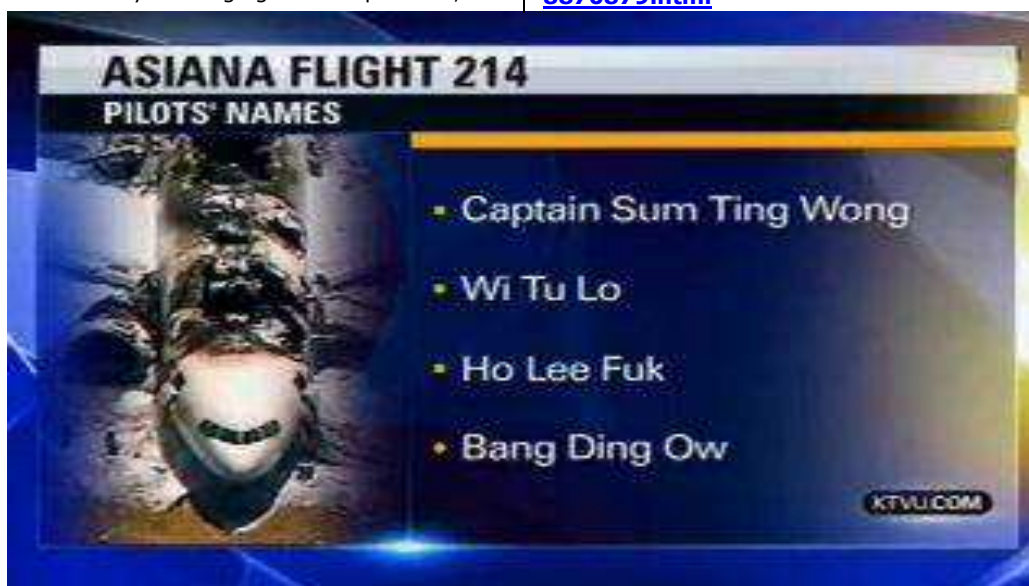 ASIANA FLIGHT 214
PILOTS' NAMES
• Captain Sum Ting Wong
• Wi Tu Lo
• Ho Lee Fuk
• Bang Ding Ow
KTVU.COM